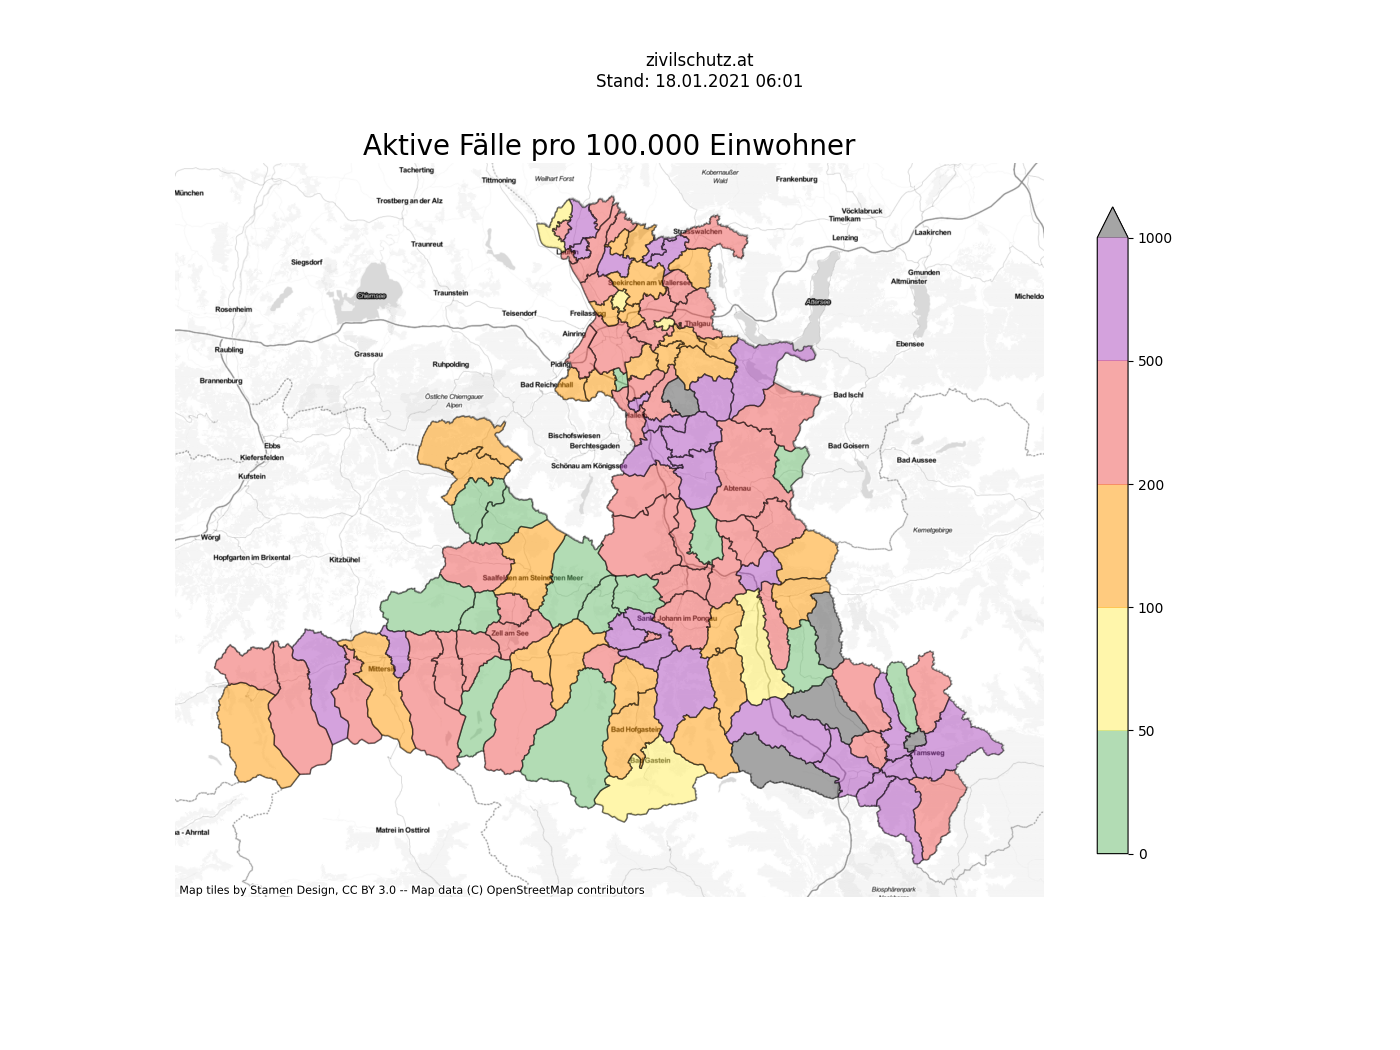 zivilschutz.at
Stand: 18.01.2021 06:01
Aktive Fälle pro 100.000 Einwohner
Tacherting
Tittmoning
Weilhart Forst
Kobernaußer
Wald
Frankenburg
München
Trostberg an der Alz
Vöcklabruck
Timelkam
Laakirchen
Lenzing
Strasswalchen
Traunreut
Siegsdorf
Gmunden
Altmünster
Seekirchen am Wallersee
Chiemsee
Traunstein
Attersee
Micheldo
Rosenheim
Teisendorf
Freilassing
Thalgau
Ainring
Ebensee
Raubling
Grassau
Ruhpolding
Piding
Brannenburg
Bad Reichenhall
Östliche Chiemgauer
Alpen
Bad Ischl
Hallein
Bischofswiesen
Berchtesgaden
Bad Goisern
Ebbs
Kiefersfelden
Schönau am Königssee
Bad Aussee
Kufstein
Abtenau
Kemetgebirge
Wörgl
Hopfgarten im Brixental
Kitzbühel
Saalfelden am Steinernen Meer
Sankt Johann im Pongau
Zell am See
Mittersill
Bad Hofgastein
Tamsweg
Bad Gastein
a - Ahrntal
Matrei in Osttirol
Biosphärenpark
Map tiles by Stamen Design, CC BY 3.0 -- Map data (C) OpenStreetMap contributors
1000
500
200
100
50
0